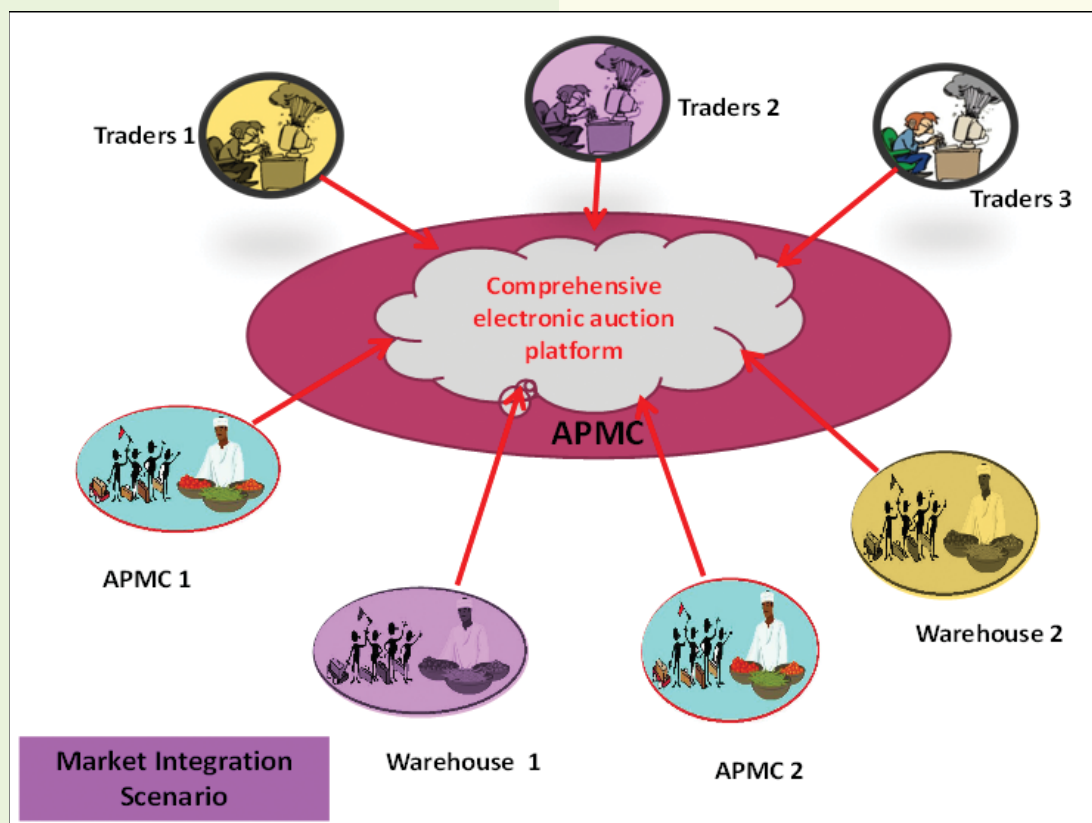 Traders 1
Traders 2
Traders 3
Comprehensive
electronic auction
platform
APMC
APMC 1
Warehouse 1
APMC 2
Warehouse 2
Market Integration
Scenario